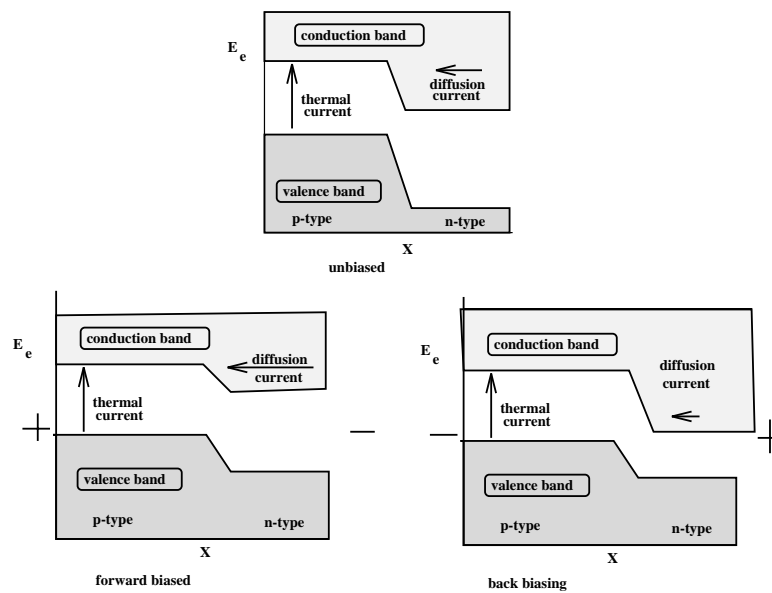 conduction band
E e
diffusion
current
thermal
current
valence band
p-type n-type
X
unbiased
conduction band
E e
diffusion
current
thermal
current
+ −
valence band
p-type n-type
X
forward biased
conduction band
E e
diffusion
current
thermal
current
− +
valence band
p-type n-type
X
back biasing